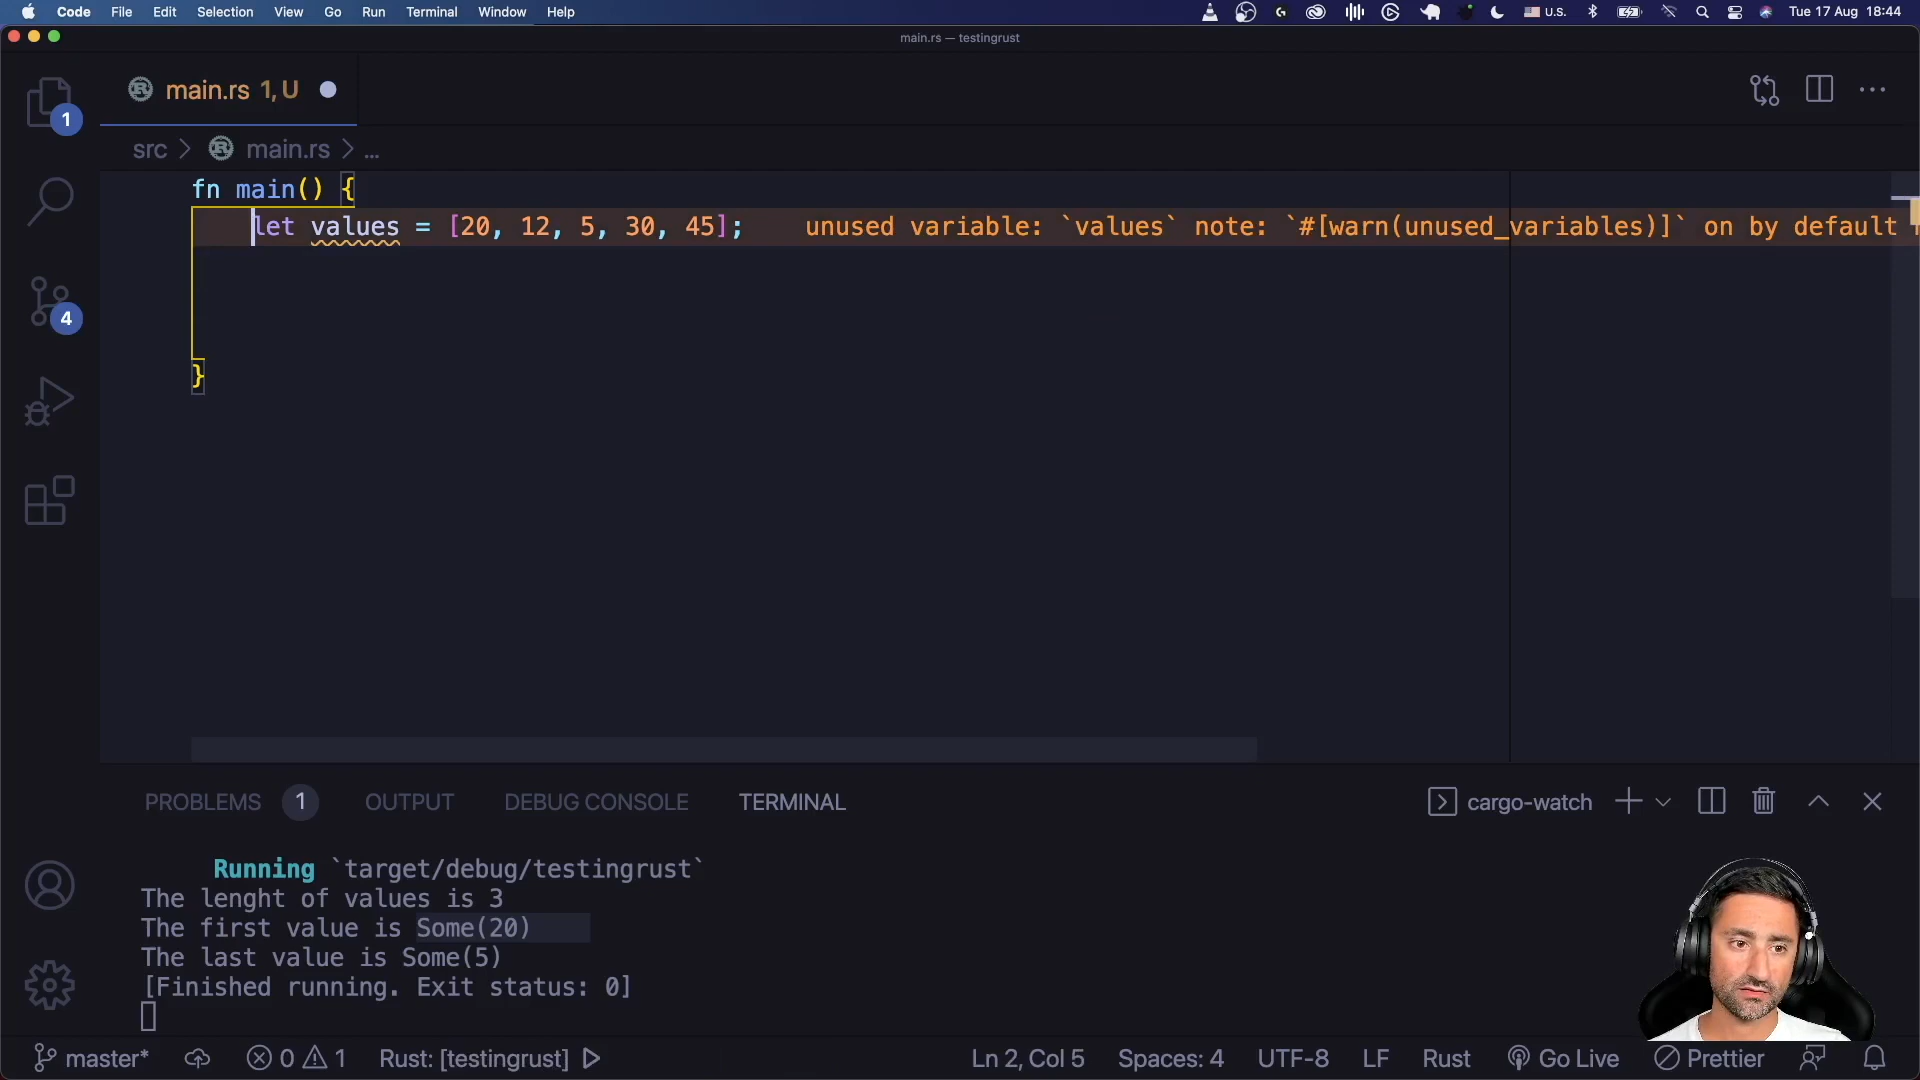 Code File Edit Selection View Go Run Terminal Window Help U.S. Tue 17 Aug 18:44
main.rs — testingrust
main.rs 1, U
1
src > main.rs > ...
fn main() {
let values = [20, 12, 5, 30, 45]; unused variable: `values` note: `#[warn(unused_variables)]` on by default
}
4
PROBLEMS 1 OUTPUT DEBUG CONSOLE TERMINAL cargo-watch
Running `target/debug/testingrust`
The lenght of values is 3
The first value is Some(20)
The last value is Some(5)
[Finished running. Exit status: 0]
master* 0 1 Rust: [testingrust] Ln 2, Col 5 Spaces: 4 UTF-8 LF Rust Go Live Prettier